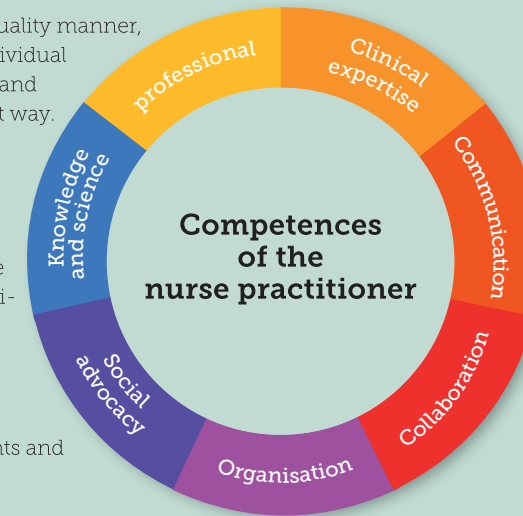 uality manner,
ividual
and
t way.
e
i-
nts and
professional
Clinical
expertise
Communication
Collaboration
Organisation
Social
advocacy
Knowledge
and science
Competences
of the
nurse practitioner